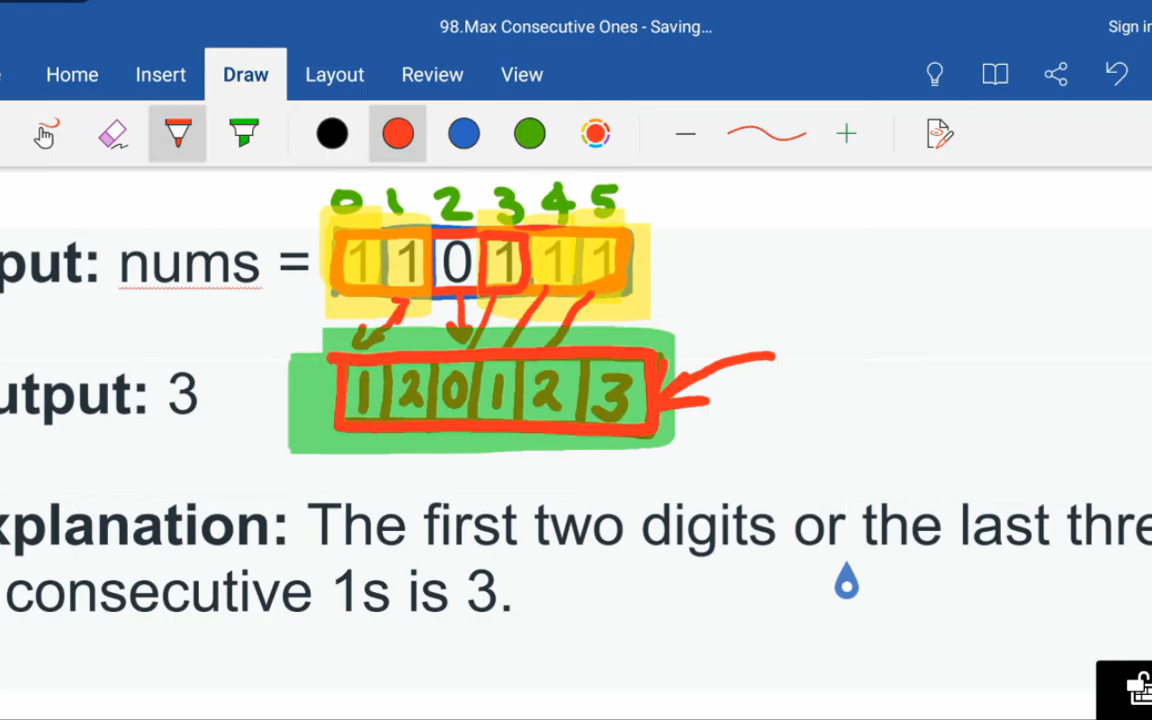 98.Max Consecutive Ones - Saving...
Sign in
Home Insert Draw Layout Review View
0 1 2 3 4 5
put: nums = 1 1 0 1 1 1
1 2 0 1 2 3
utput: 3
xplanation: The first two digits or the last thre
consecutive 1s is 3.